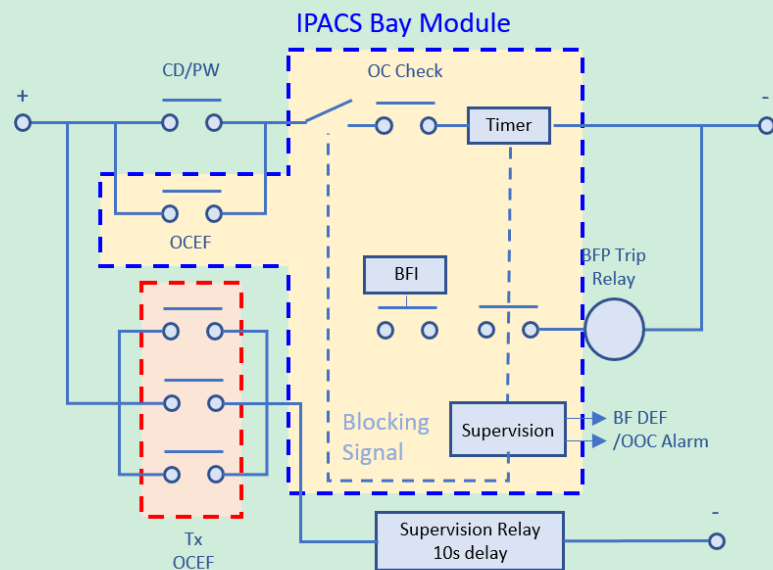 IPACS Bay Module
CD/PW
OC Check
+
-
Timer
OCEF
BFP Trip
Relay
BFI
Blocking
Signal
Supervision
BF DEF
/OOC Alarm
Supervision Relay
10s delay
-
Tx
OCEF